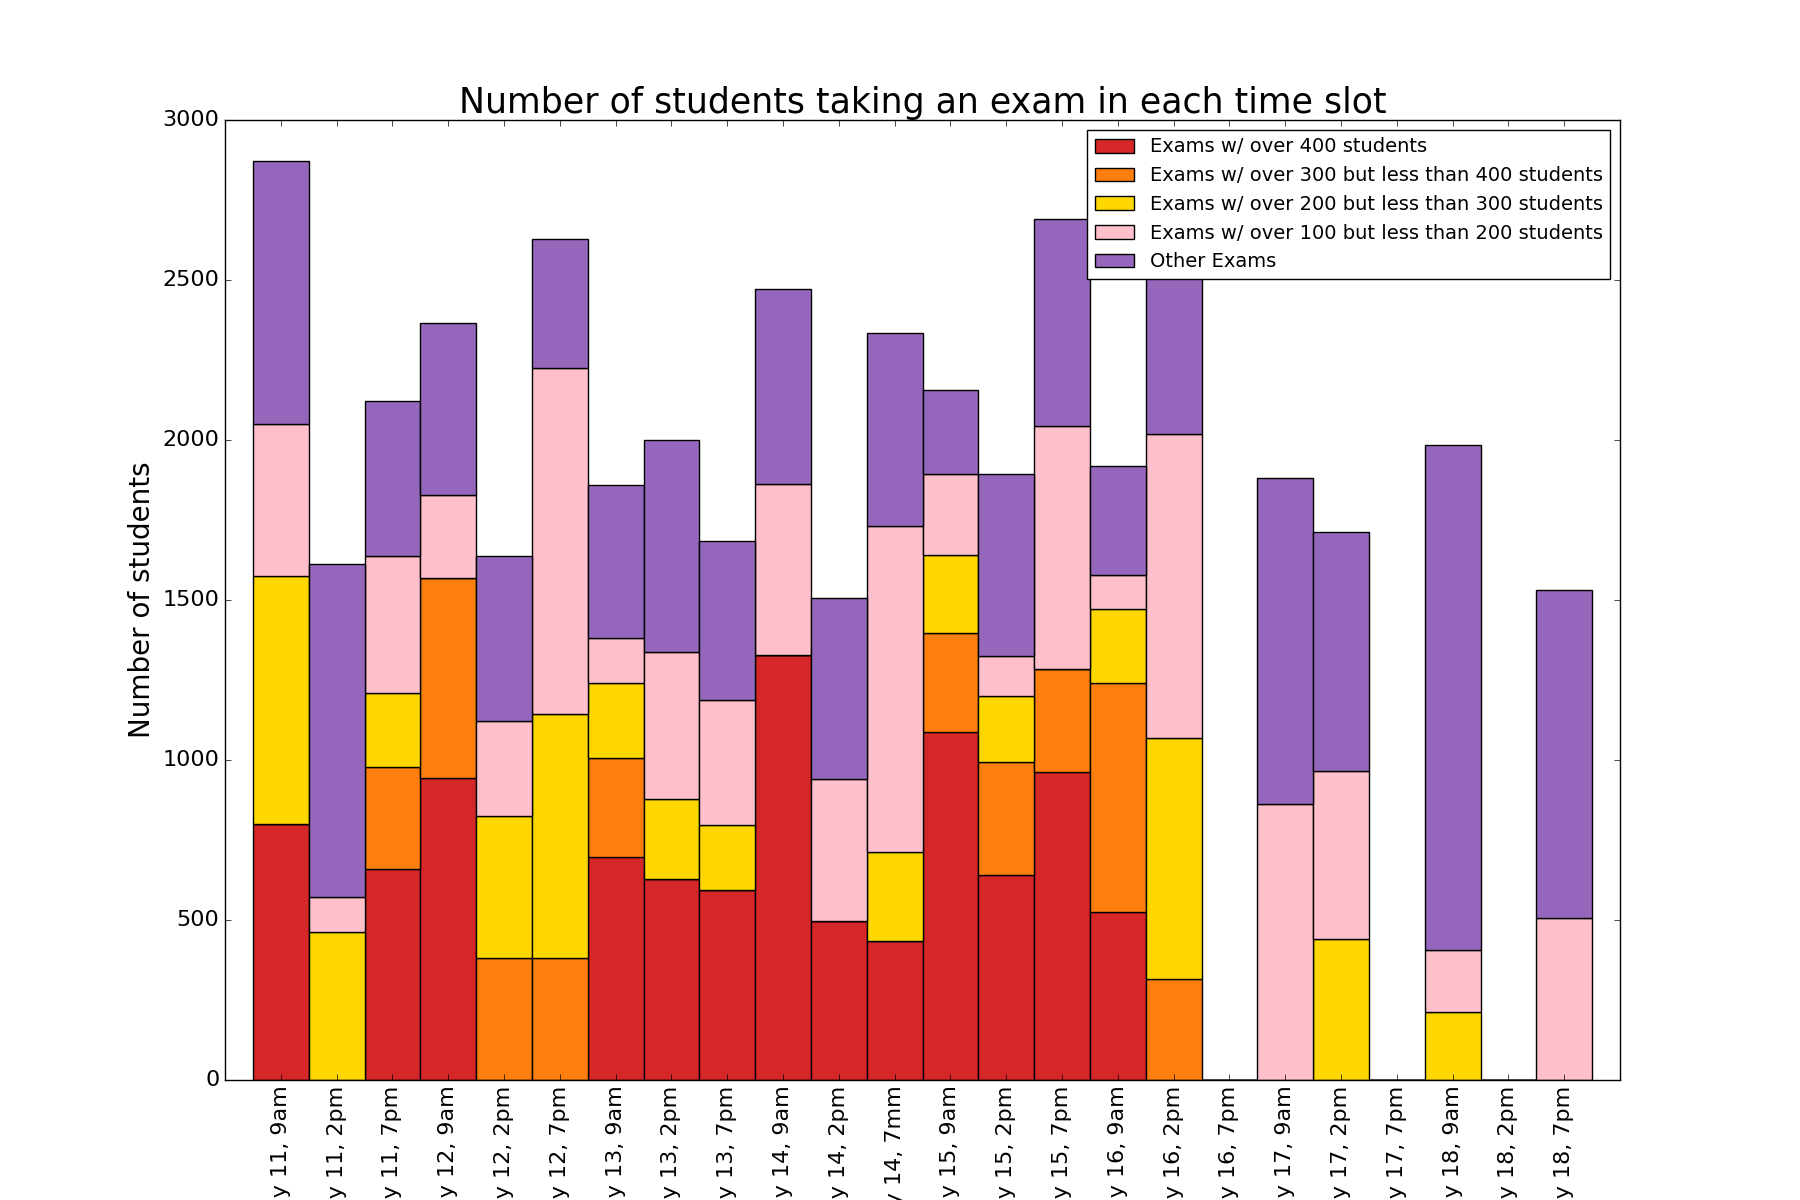 Number of students taking an exam in each time slot
Exams w/ over 400 students
Exams w/ over 300 but less than 400 students
Exams w/ over 200 but less than 300 students
Exams w/ over 100 but less than 200 students
Other Exams
Number of students
3000
2500
2000
1500
1000
500
0
y 11, 9am
y 11, 2pm
y 11, 7pm
y 12, 9am
y 12, 2pm
y 12, 7pm
y 13, 9am
y 13, 2pm
y 13, 7pm
y 14, 9am
y 14, 2pm
y 14, 7mm
y 15, 9am
y 15, 2pm
y 15, 7pm
y 16, 9am
y 16, 2pm
y 16, 7pm
y 17, 9am
y 17, 2pm
y 17, 7pm
y 18, 9am
y 18, 2pm
y 18, 7pm